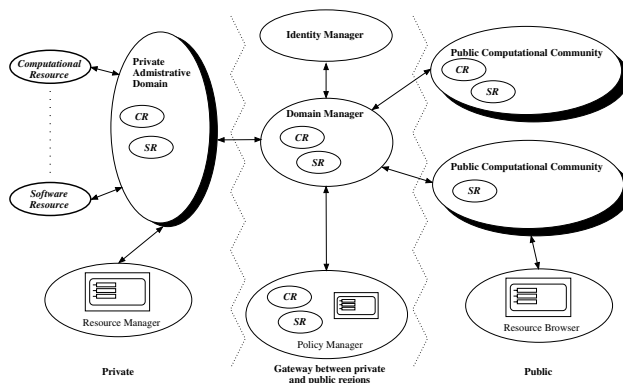 Computational
Resource
Software
Resource
Private
Admistrative
Domain
CR
SR
Resource Manager
Private
Identity Manager
Domain Manager
CR
SR
CR
SR
Policy Manager
Gateway between private
and public regions
Public Computational Community
CR
SR
Public Computational Community
SR
Resource Browser
Public